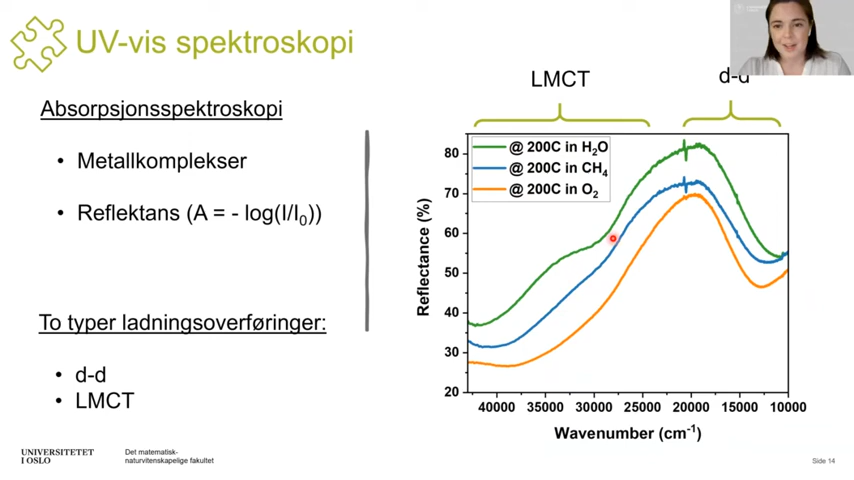 UV-vis spektroskopi
Absorpsjonsspektroskopi
• Metallkomplekser
• Reflektans (A = - log(I/I₀))
To typer ladningsoverføringer:
• d-d
• LMCT
LMCT
d-d
@ 200C in H₂O
@ 200C in CH₄
@ 200C in O₂
Reflectance (%)
80
70
60
50
40
30
20
40000 35000 30000 25000 20000 15000 10000
Wavenumber (cm⁻¹)
UNIVERSITETET
I OSLO
Det matematisk-
naturvitenskapelige fakultet
Side 14